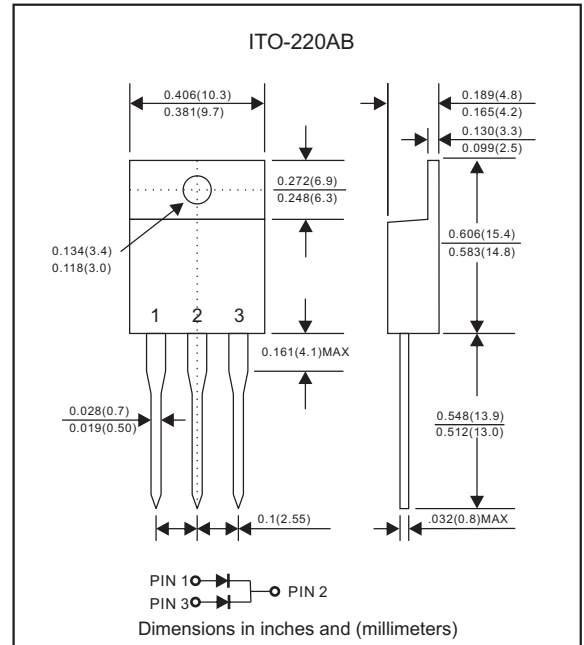 ITO-220AB
0.406(10.3)
0.381(9.7)
0.189(4.8)
0.165(4.2)
0.130(3.3)
0.099(2.5)
0.272(6.9)
0.248(6.3)
0.134(3.4)
0.118(3.0)
0.606(15.4)
0.583(14.8)
1 2 3
0.161(4.1)MAX
0.028(0.7)
0.019(0.50)
0.548(13.9)
0.512(13.0)
0.1(2.55)
.032(0.8)MAX
PIN 1
PIN 2
PIN 3
Dimensions in inches and (millimeters)